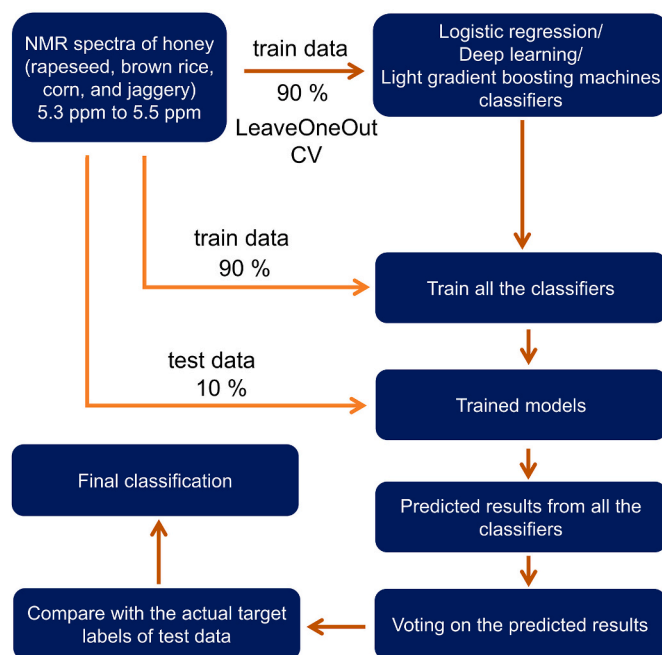 NMR spectra of honey
(rapeseed, brown rice,
corn, and jaggery)
5.3 ppm to 5.5 ppm
train data
90 %
LeaveOneOut
CV
Logistic regression/
Deep learning/
Light gradient boosting machines
classifiers
train data
90 %
Train all the classifiers
test data
10 %
Trained models
Final classification
Predicted results from all the
classifiers
Compare with the actual target
labels of test data
Voting on the predicted results